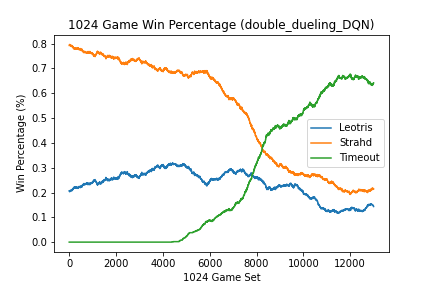 1024 Game Win Percentage (double_dueling_DQN)
Win Percentage (%)
0.8
0.7
0.6
0.5
0.4
0.3
0.2
0.1
0.0
Leotris
Strahd
Timeout
0 2000 4000 6000 8000 10000 12000
1024 Game Set